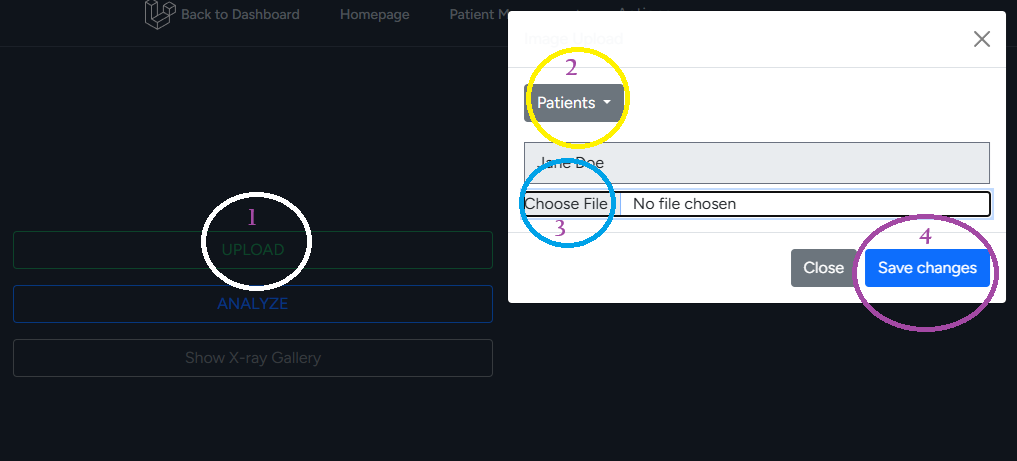 Back to Dashboard
Homepage
Patient M
Image Upload
2
Patients
Jane Doe
Choose File
No file chosen
3
1
UPLOAD
ANALYZE
Show X-ray Gallery
4
Close
Save changes